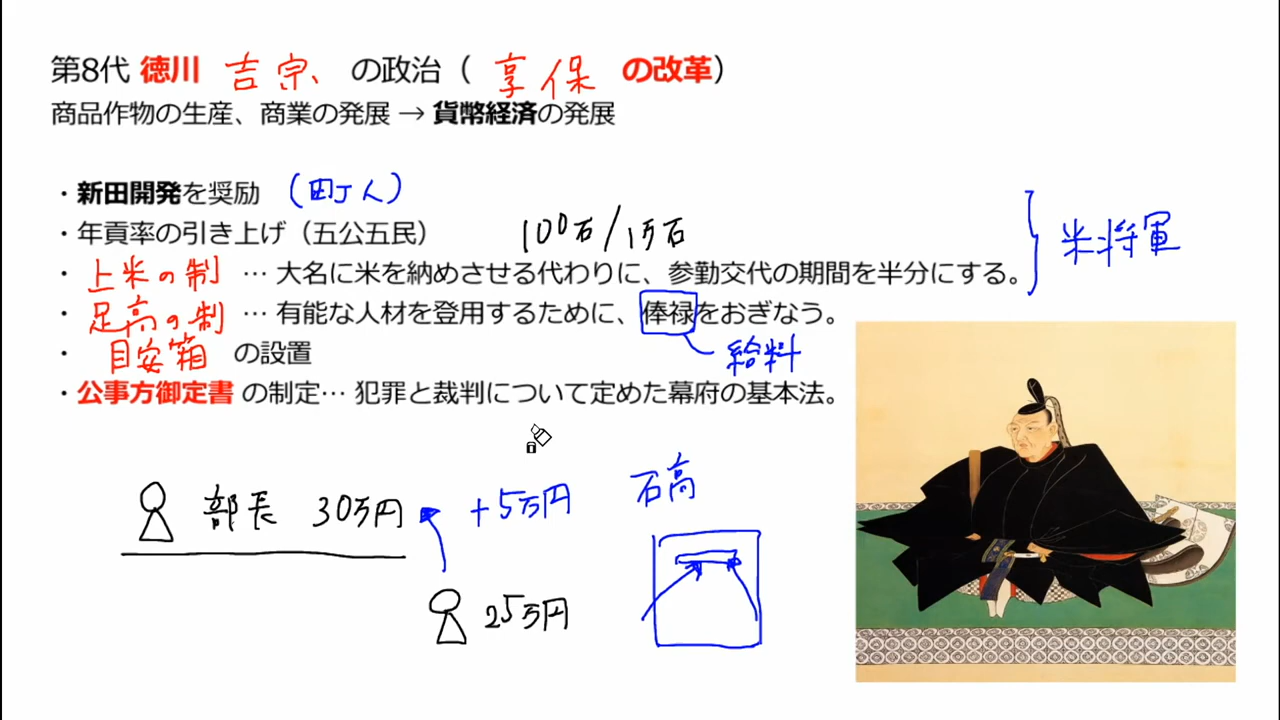 第8代 徳川 吉宗、 の政治（ 享保 の改革）
商品作物の生産、商業の発展 → 貨幣経済の発展
・新田開発を奨励 (町人)
・年貢率の引き上げ（五公五民） 100石/1万石
・上米の制 … 大名に米を納めさせる代わりに、参勤交代の期間を半分にする。
米将軍
・足高の制 … 有能な人材を登用するために、俸禄をおぎなう。
給料
・目安箱 の設置
・公事方御定書 の制定… 犯罪と裁判について定めた幕府の基本法。
部長 30万円 +5万円 石高
25万円